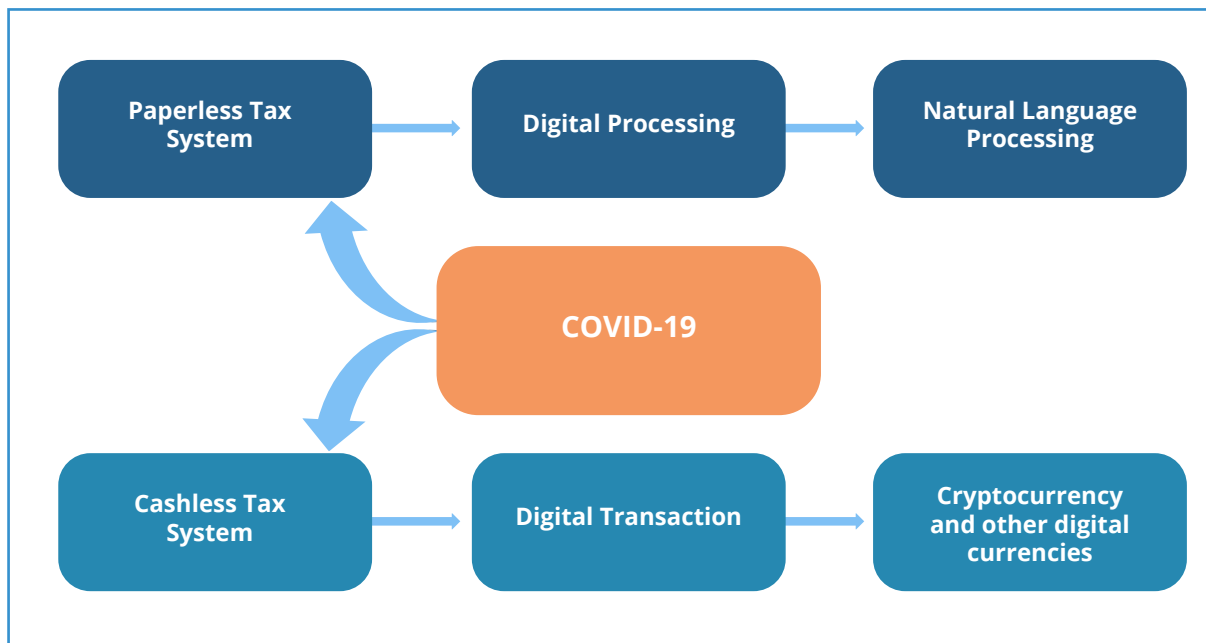 Paperless Tax
System
Digital Processing
Natural Language
Processing
COVID-19
Cashless Tax
System
Digital Transaction
Cryptocurrency
and other digital
currencies